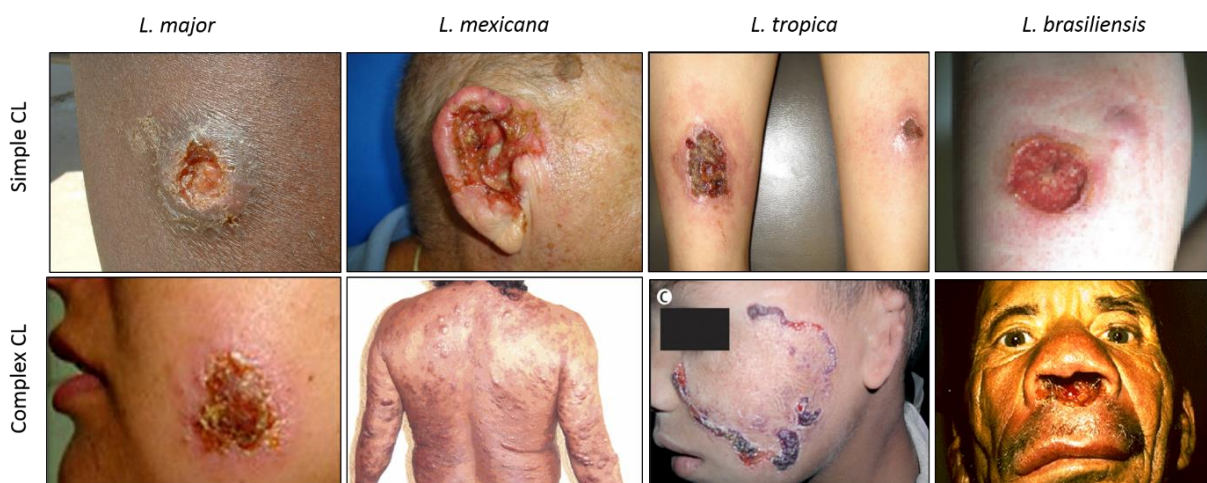 L. major L. mexicana L. tropica L. brasiliensis
Simple CL
C
Complex CL